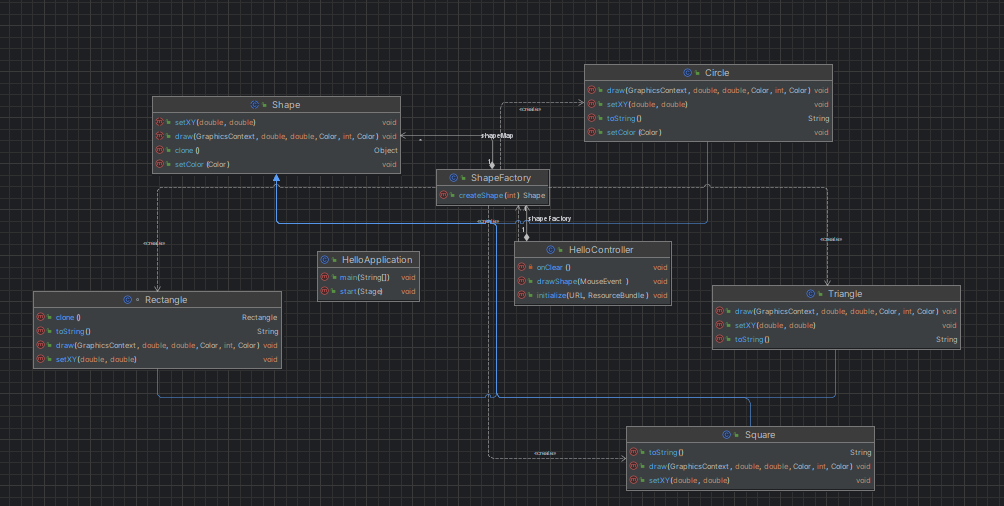 Circle
draw(GraphicsContext, double, double, Color, int, Color) void
setXY(double, double) void
toString() String
setColor(Color) void
Shape
setXY(double, double) void
draw(GraphicsContext, double, double, Color, int, Color) void
clone() Object
setColor(Color) void
«create»
shapeMap
*
1
ShapeFactory
createShape(int) Shape
«create»
shapeFactory
1
«create»
«create»
HelloController
onClear() void
drawShape(MouseEvent) void
initialize(URL, ResourceBundle) void
HelloApplication
main(String[]) void
start(Stage) void
Rectangle
clone() Rectangle
toString() String
draw(GraphicsContext, double, double, Color, int, Color) void
setXY(double, double) void
Triangle
draw(GraphicsContext, double, double, Color, int, Color) void
setXY(double, double) void
toString() String
Square
toString() String
draw(GraphicsContext, double, double, Color, int, Color) void
setXY(double, double) void
«create»